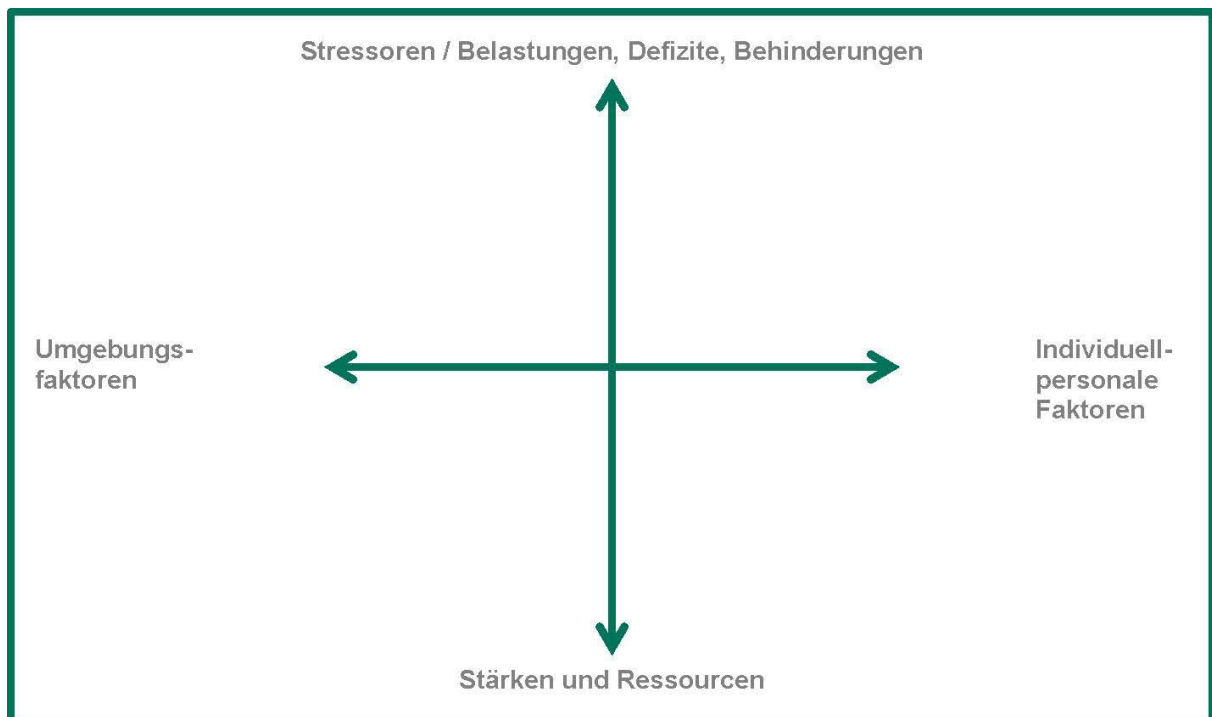 Stressoren / Belastungen, Defizite, Behinderungen
Umgebungs-
faktoren
Individuell-
personale
Faktoren
Stärken und Ressourcen